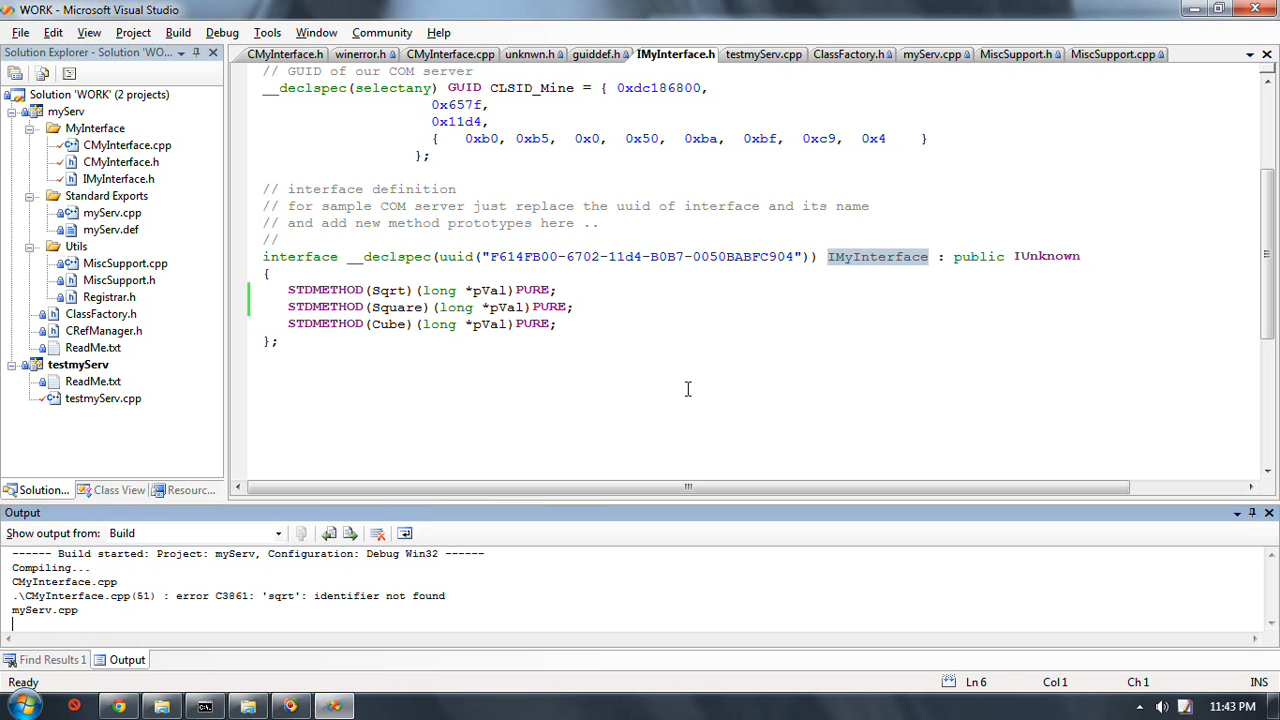 WORK - Microsoft Visual Studio
File Edit View Project Build Debug Tools Window Community Help
Solution Explorer - Solution 'WO...
CMyInterface.h winerror.h CMyInterface.cpp unknwn.h guiddef.h IMyInterface.h testmyServ.cpp ClassFactory.h myServ.cpp MiscSupport.h MiscSupport.cpp
Solution 'WORK' (2 projects)
myServ
MyInterface
CMyInterface.cpp
CMyInterface.h
IMyInterface.h
Standard Exports
myServ.cpp
myServ.def
Utils
MiscSupport.cpp
MiscSupport.h
Registrar.h
ClassFactory.h
CRefManager.h
ReadMe.txt
testmyServ
ReadMe.txt
testmyServ.cpp
Solution... Class View Resourc...
// GUID of our COM server
__declspec(selectany) GUID CLSID_Mine = { 0xdc186800,
0x657f,
0x11d4,
{ 0xb0, 0xb5, 0x0, 0x50, 0xba, 0xbf, 0xc9, 0x4 }
};
// interface definition
// for sample COM server just replace the uuid of interface and its name
// and add new method prototypes here ..
//
interface __declspec(uuid("F614FB00-6702-11d4-B0B7-0050BABFC904")) IMyInterface : public IUnknown
{
STDMETHOD(Sqrt)(long *pVal)PURE;
STDMETHOD(Square)(long *pVal)PURE;
STDMETHOD(Cube)(long *pVal)PURE;
};
Output
Show output from: Build
------ Build started: Project: myServ, Configuration: Debug Win32 ------
Compiling...
CMyInterface.cpp
.\CMyInterface.cpp(51) : error C3861: 'sqrt': identifier not found
myServ.cpp
Find Results 1 Output
Ready Ln 6 Col 1 Ch 1 INS
11:43 PM